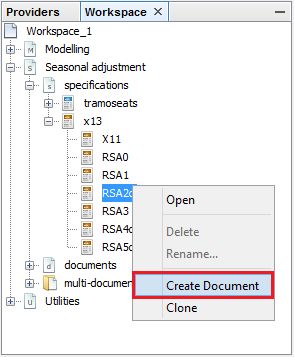 Providers Workspace ×
Workspace_1
M Modelling
S Seasonal adjustment
s specifications
tramoseats
x13
X11
RSA0
RSA1
RSA2c
RSA3
RSA4c
RSA5c
d documents
multi-documen
U Utilities
Open
Delete
Rename...
Create Document
Clone